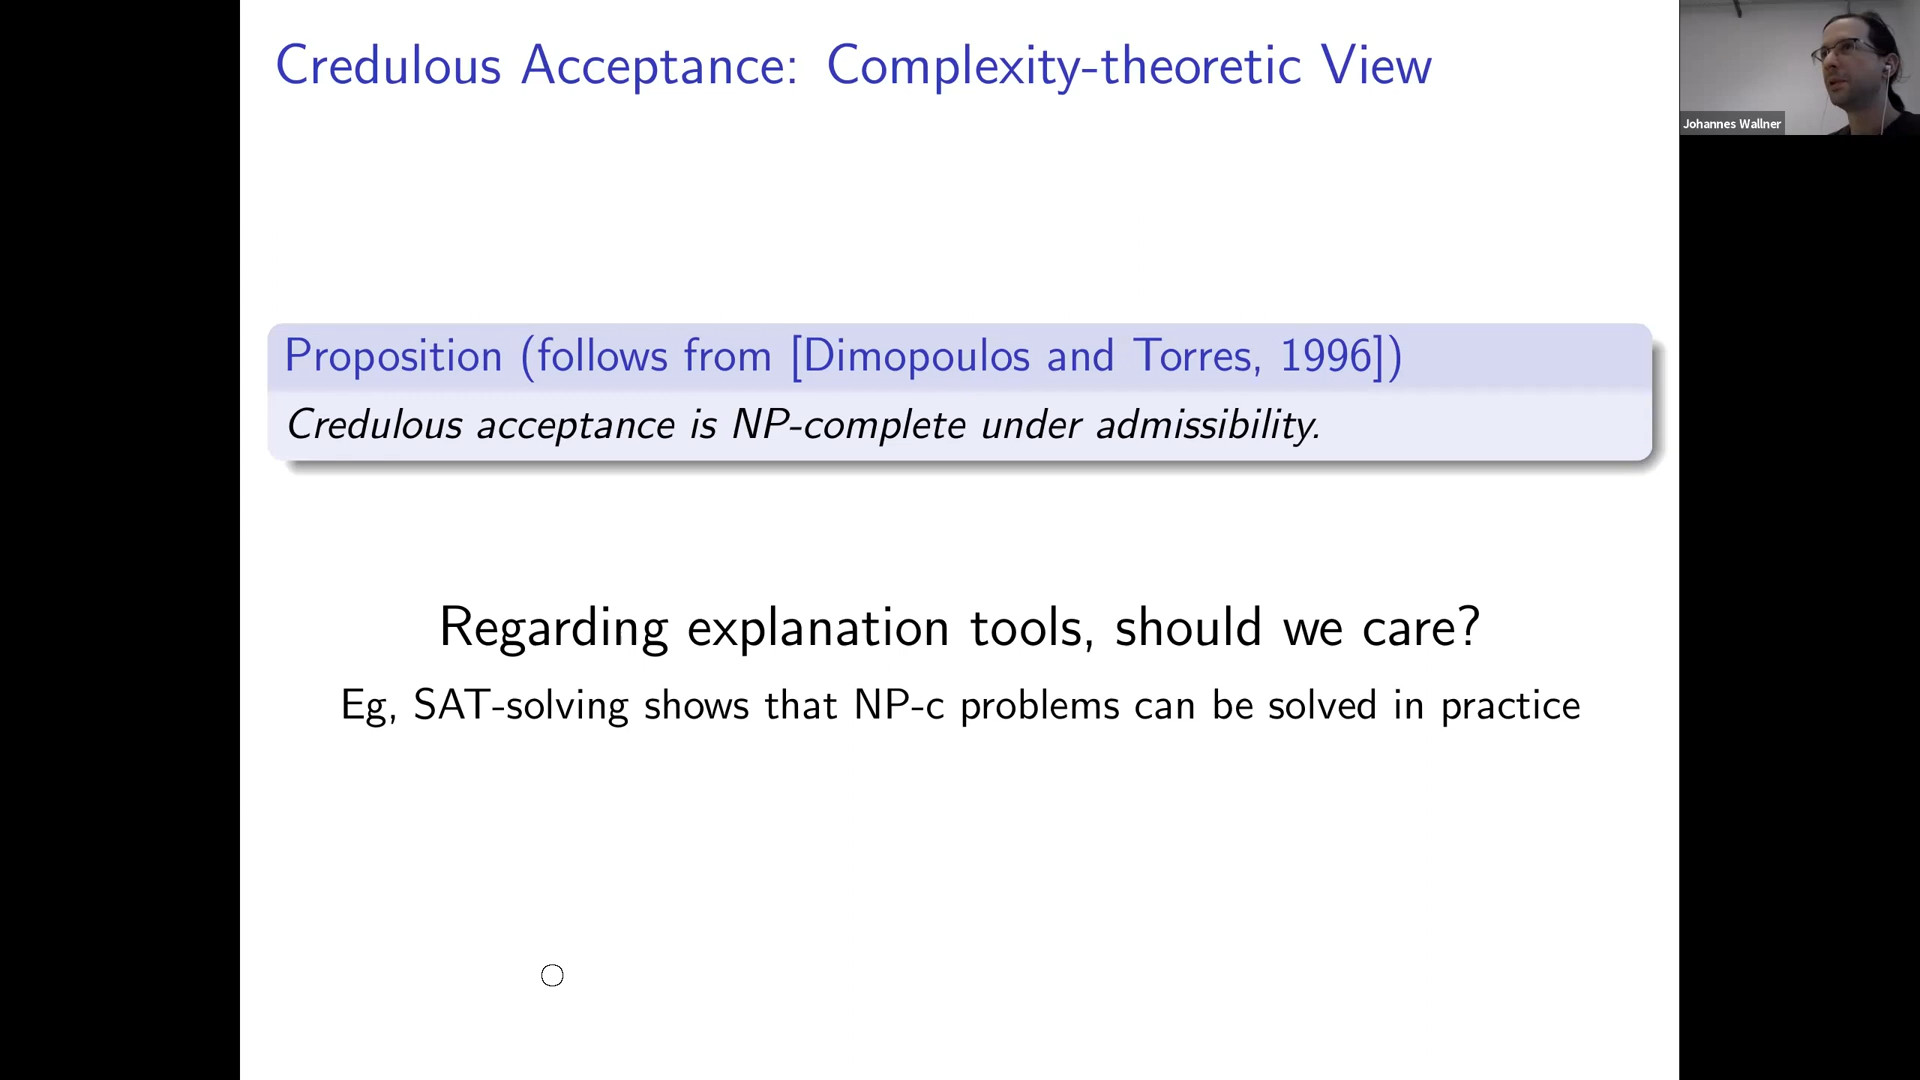 Credulous Acceptance: Complexity-theoretic View
Johannes Wallner
Proposition (follows from [Dimopoulos and Torres, 1996])
Credulous acceptance is NP-complete under admissibility.
Regarding explanation tools, should we care?
Eg, SAT-solving shows that NP-c problems can be solved in practice